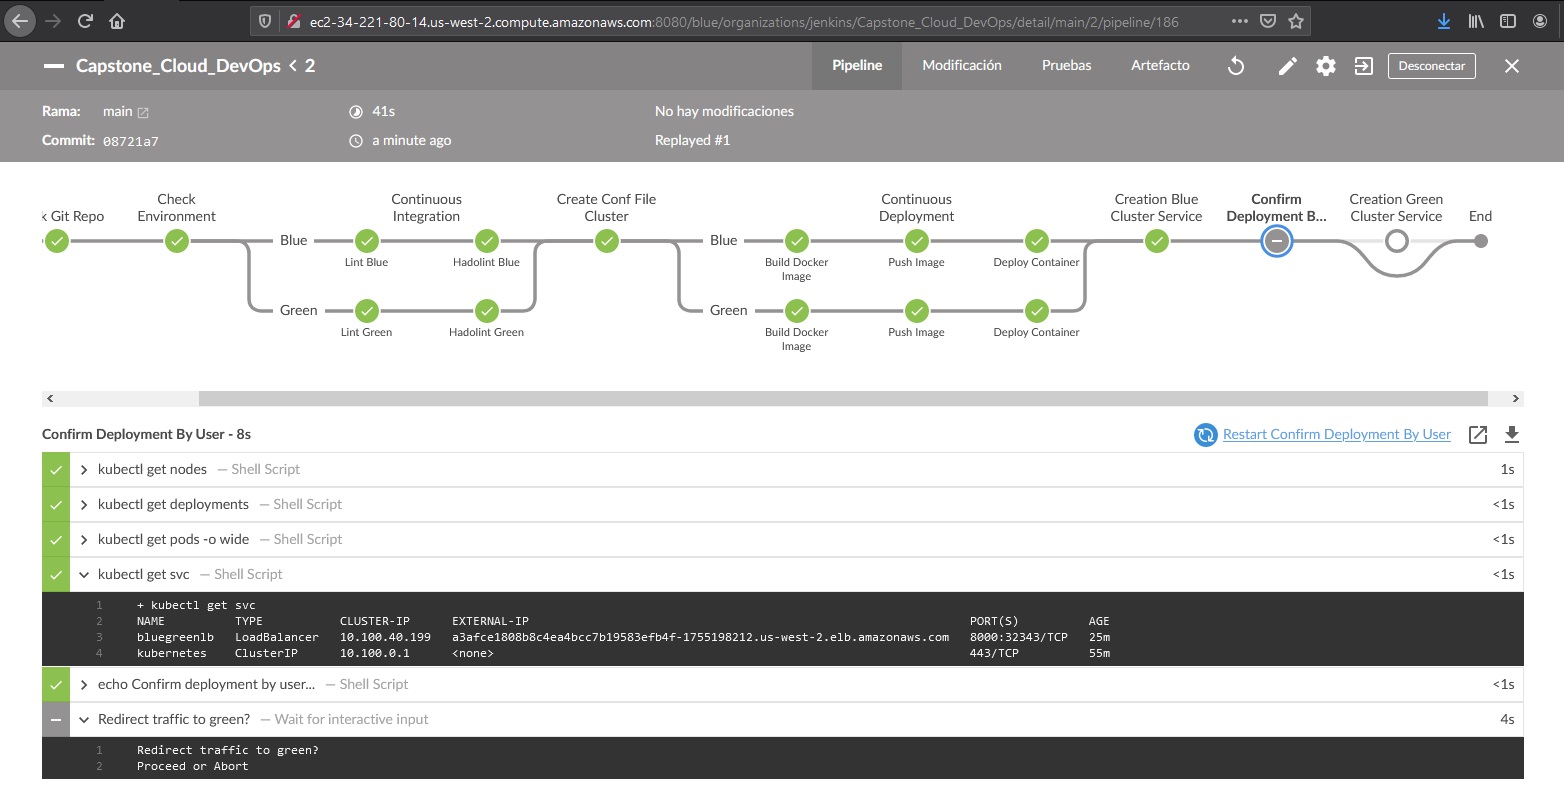 ec2-34-221-80-14.us-west-2.compute.amazonaws.com:8080/blue/organizations/jenkins/Capstone_Cloud_DevOps/detail/main/2/pipeline/186
Capstone_Cloud_DevOps < 2
Pipeline Modificación Pruebas Artefacto Desconectar
Rama: main 41s No hay modificaciones
Commit: 08721a7 a minute ago Replayed #1
Check Continuous Create Conf File Continuous Creation Blue Confirm Creation Green
k Git Repo Environment Integration Cluster Deployment Cluster Service Deployment B... Cluster Service End
Blue Blue
Lint Blue Hadolint Blue Build Docker Push Image Deploy Container
Image
Green Green
Lint Green Hadolint Green Build Docker Push Image Deploy Container
Image
Confirm Deployment By User - 8s Restart Confirm Deployment By User
kubectl get nodes — Shell Script 1s
kubectl get deployments — Shell Script <1s
kubectl get pods -o wide — Shell Script <1s
kubectl get svc — Shell Script <1s
1 + kubectl get svc
2 NAME TYPE CLUSTER-IP EXTERNAL-IP PORT(S) AGE
3 bluegreenlb LoadBalancer 10.100.40.199 a3afce1808b8c4ea4bcc7b19583efb4f-1755198212.us-west-2.elb.amazonaws.com 8000:32343/TCP 25m
4 kubernetes ClusterIP 10.100.0.1 <none> 443/TCP 55m
echo Confirm deployment by user... — Shell Script <1s
Redirect traffic to green? — Wait for interactive input 4s
1 Redirect traffic to green?
2 Proceed or Abort